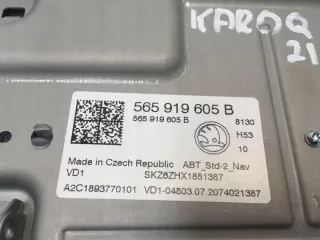 KAROQ
21
565 919 605 B
565 919 605 B
8130
H53
10
Made in Czech Republic ABT_Std-2_Nav
VD1 SKZ6ZHX1851387
A2C1893770101 VD1-04803.07.2074021387